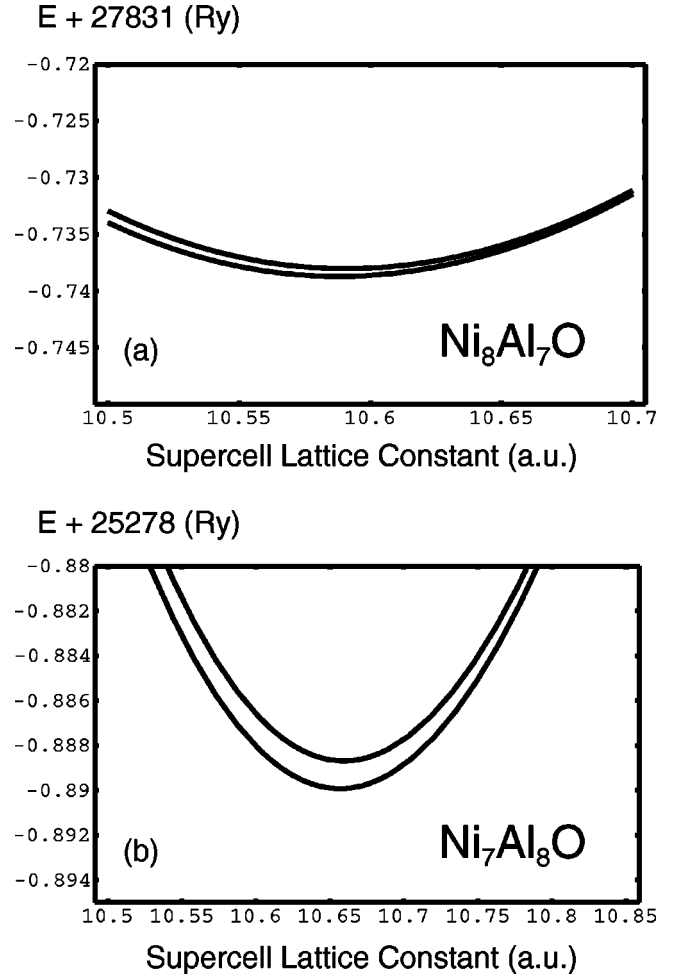 E + 27831 (Ry)
-0.72
-0.725
-0.73
-0.735
-0.74
-0.745
(a)
Ni₈Al₇O
10.5 10.55 10.6 10.65 10.7
Supercell Lattice Constant (a.u.)
E + 25278 (Ry)
-0.88
-0.882
-0.884
-0.886
-0.888
-0.89
-0.892
-0.894
(b)
Ni₇Al₈O
10.5 10.55 10.6 10.65 10.7 10.75 10.8 10.85
Supercell Lattice Constant (a.u.)